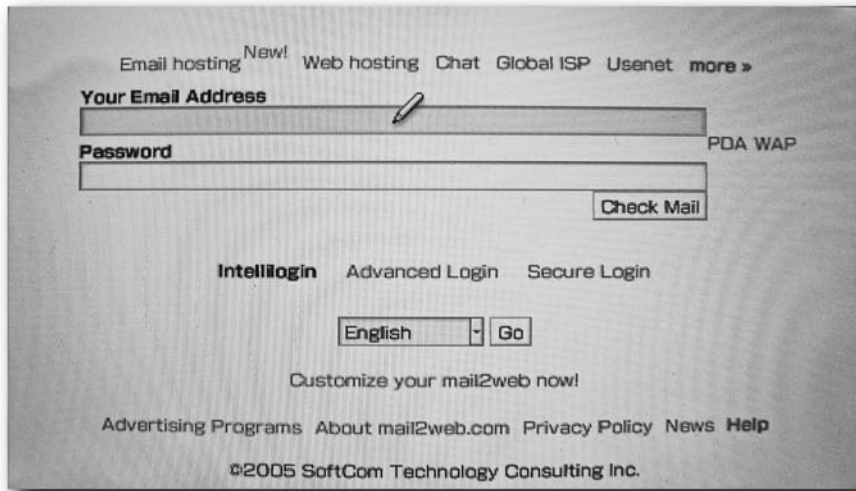 Email hosting New! Web hosting Chat Global ISP Usenet more »
Your Email Address
PDA WAP
Password
Check Mail
Intellilogin Advanced Login Secure Login
English Go
Customize your mail2web now!
Advertising Programs About mail2web.com Privacy Policy News Help
©2005 SoftCom Technology Consulting Inc.